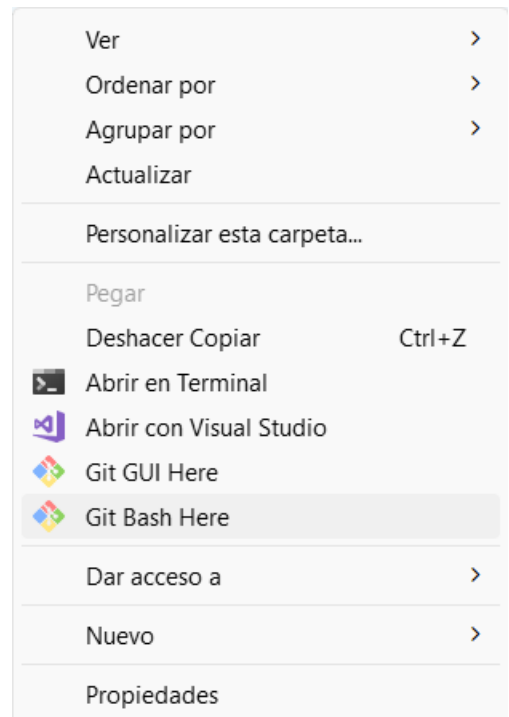 Ver
Ordenar por
Agrupar por
Actualizar
Personalizar esta carpeta...
Pegar
Deshacer Copiar Ctrl+Z
Abrir en Terminal
Abrir con Visual Studio
Git GUI Here
Git Bash Here
Dar acceso a
Nuevo
Propiedades